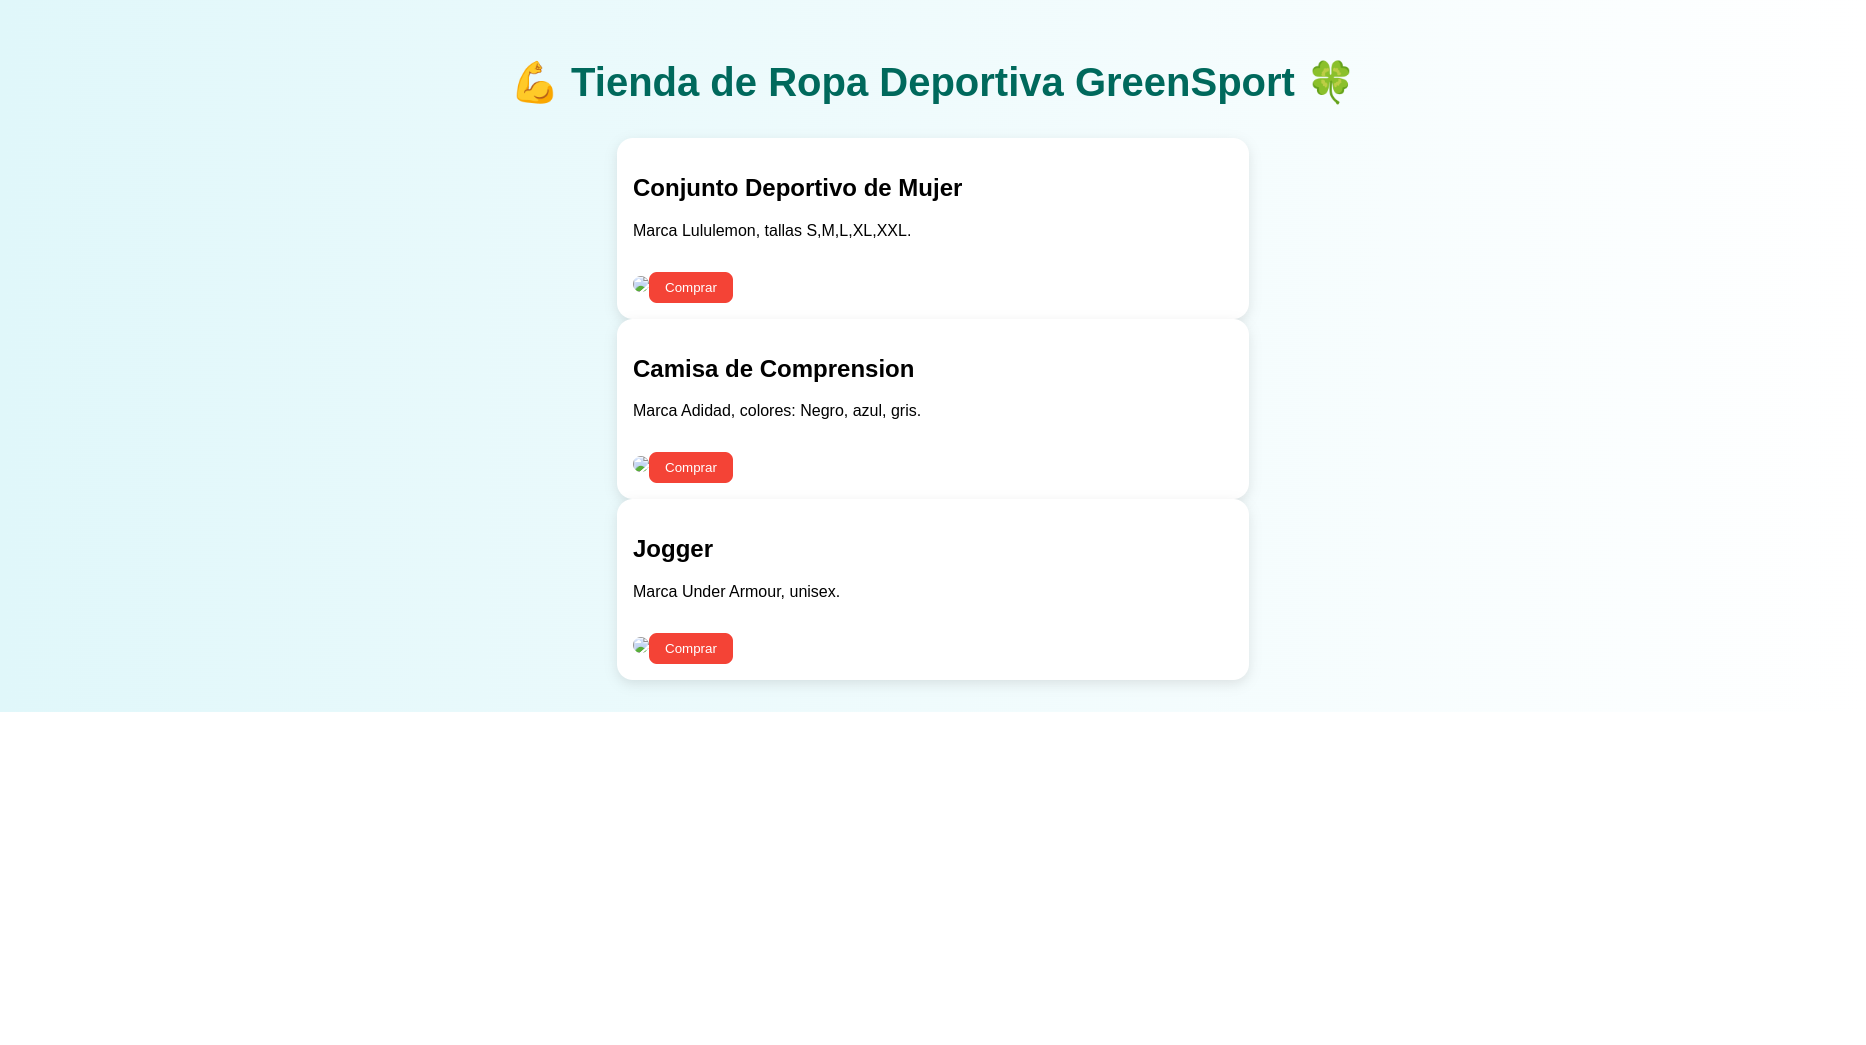 💪 Tienda de Ropa Deportiva GreenSport 🍀
Conjunto Deportivo de Mujer
Marca Lululemon, tallas S,M,L,XL,XXL.
Comprar
Camisa de Comprension
Marca Adidad, colores: Negro, azul, gris.
Comprar
Jogger
Marca Under Armour, unisex.
Comprar